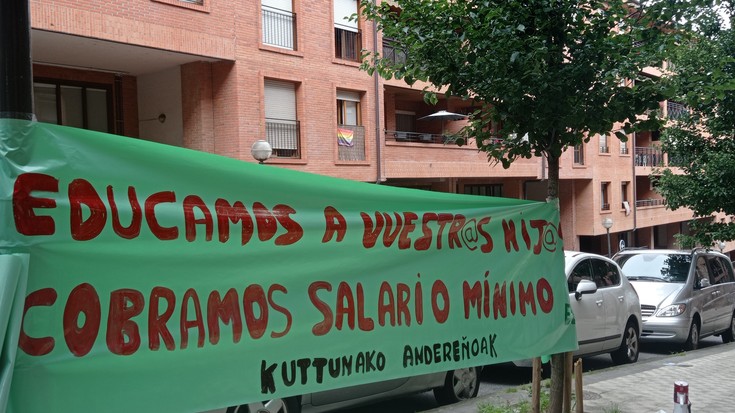 EDUCAMOS A VUESTR@S HIJ@
COBRAMOS SALARIO MÍNIMO
KUTTUNAKO ANDEREÑOAK